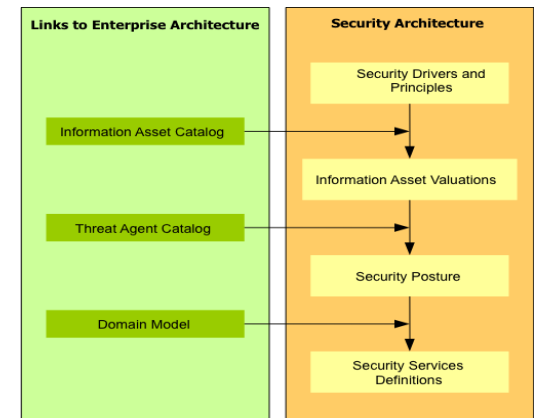 Links to Enterprise Architecture
Information Asset Catalog
Threat Agent Catalog
Domain Model
Security Architecture
Security Drivers and
Principles
Information Asset Valuations
Security Posture
Security Services
Definitions